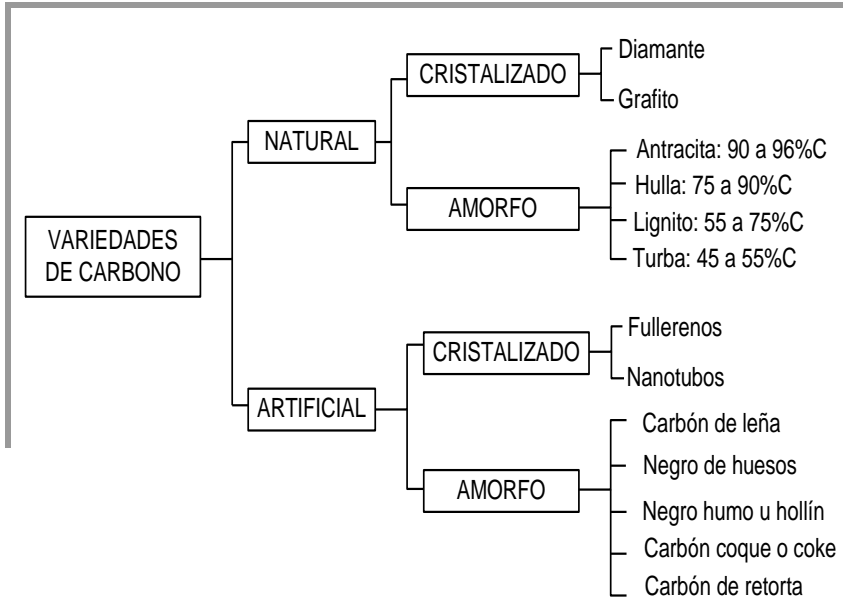 VARIEDADES
DE CARBONO
NATURAL
CRISTALIZADO
Diamante
Grafito
AMORFO
Antracita: 90 a 96%C
Hulla: 75 a 90%C
Lignito: 55 a 75%C
Turba: 45 a 55%C
ARTIFICIAL
CRISTALIZADO
Fullerenos
Nanotubos
AMORFO
Carbón de leña
Negro de huesos
Negro humo u hollín
Carbón coque o coke
Carbón de retorta